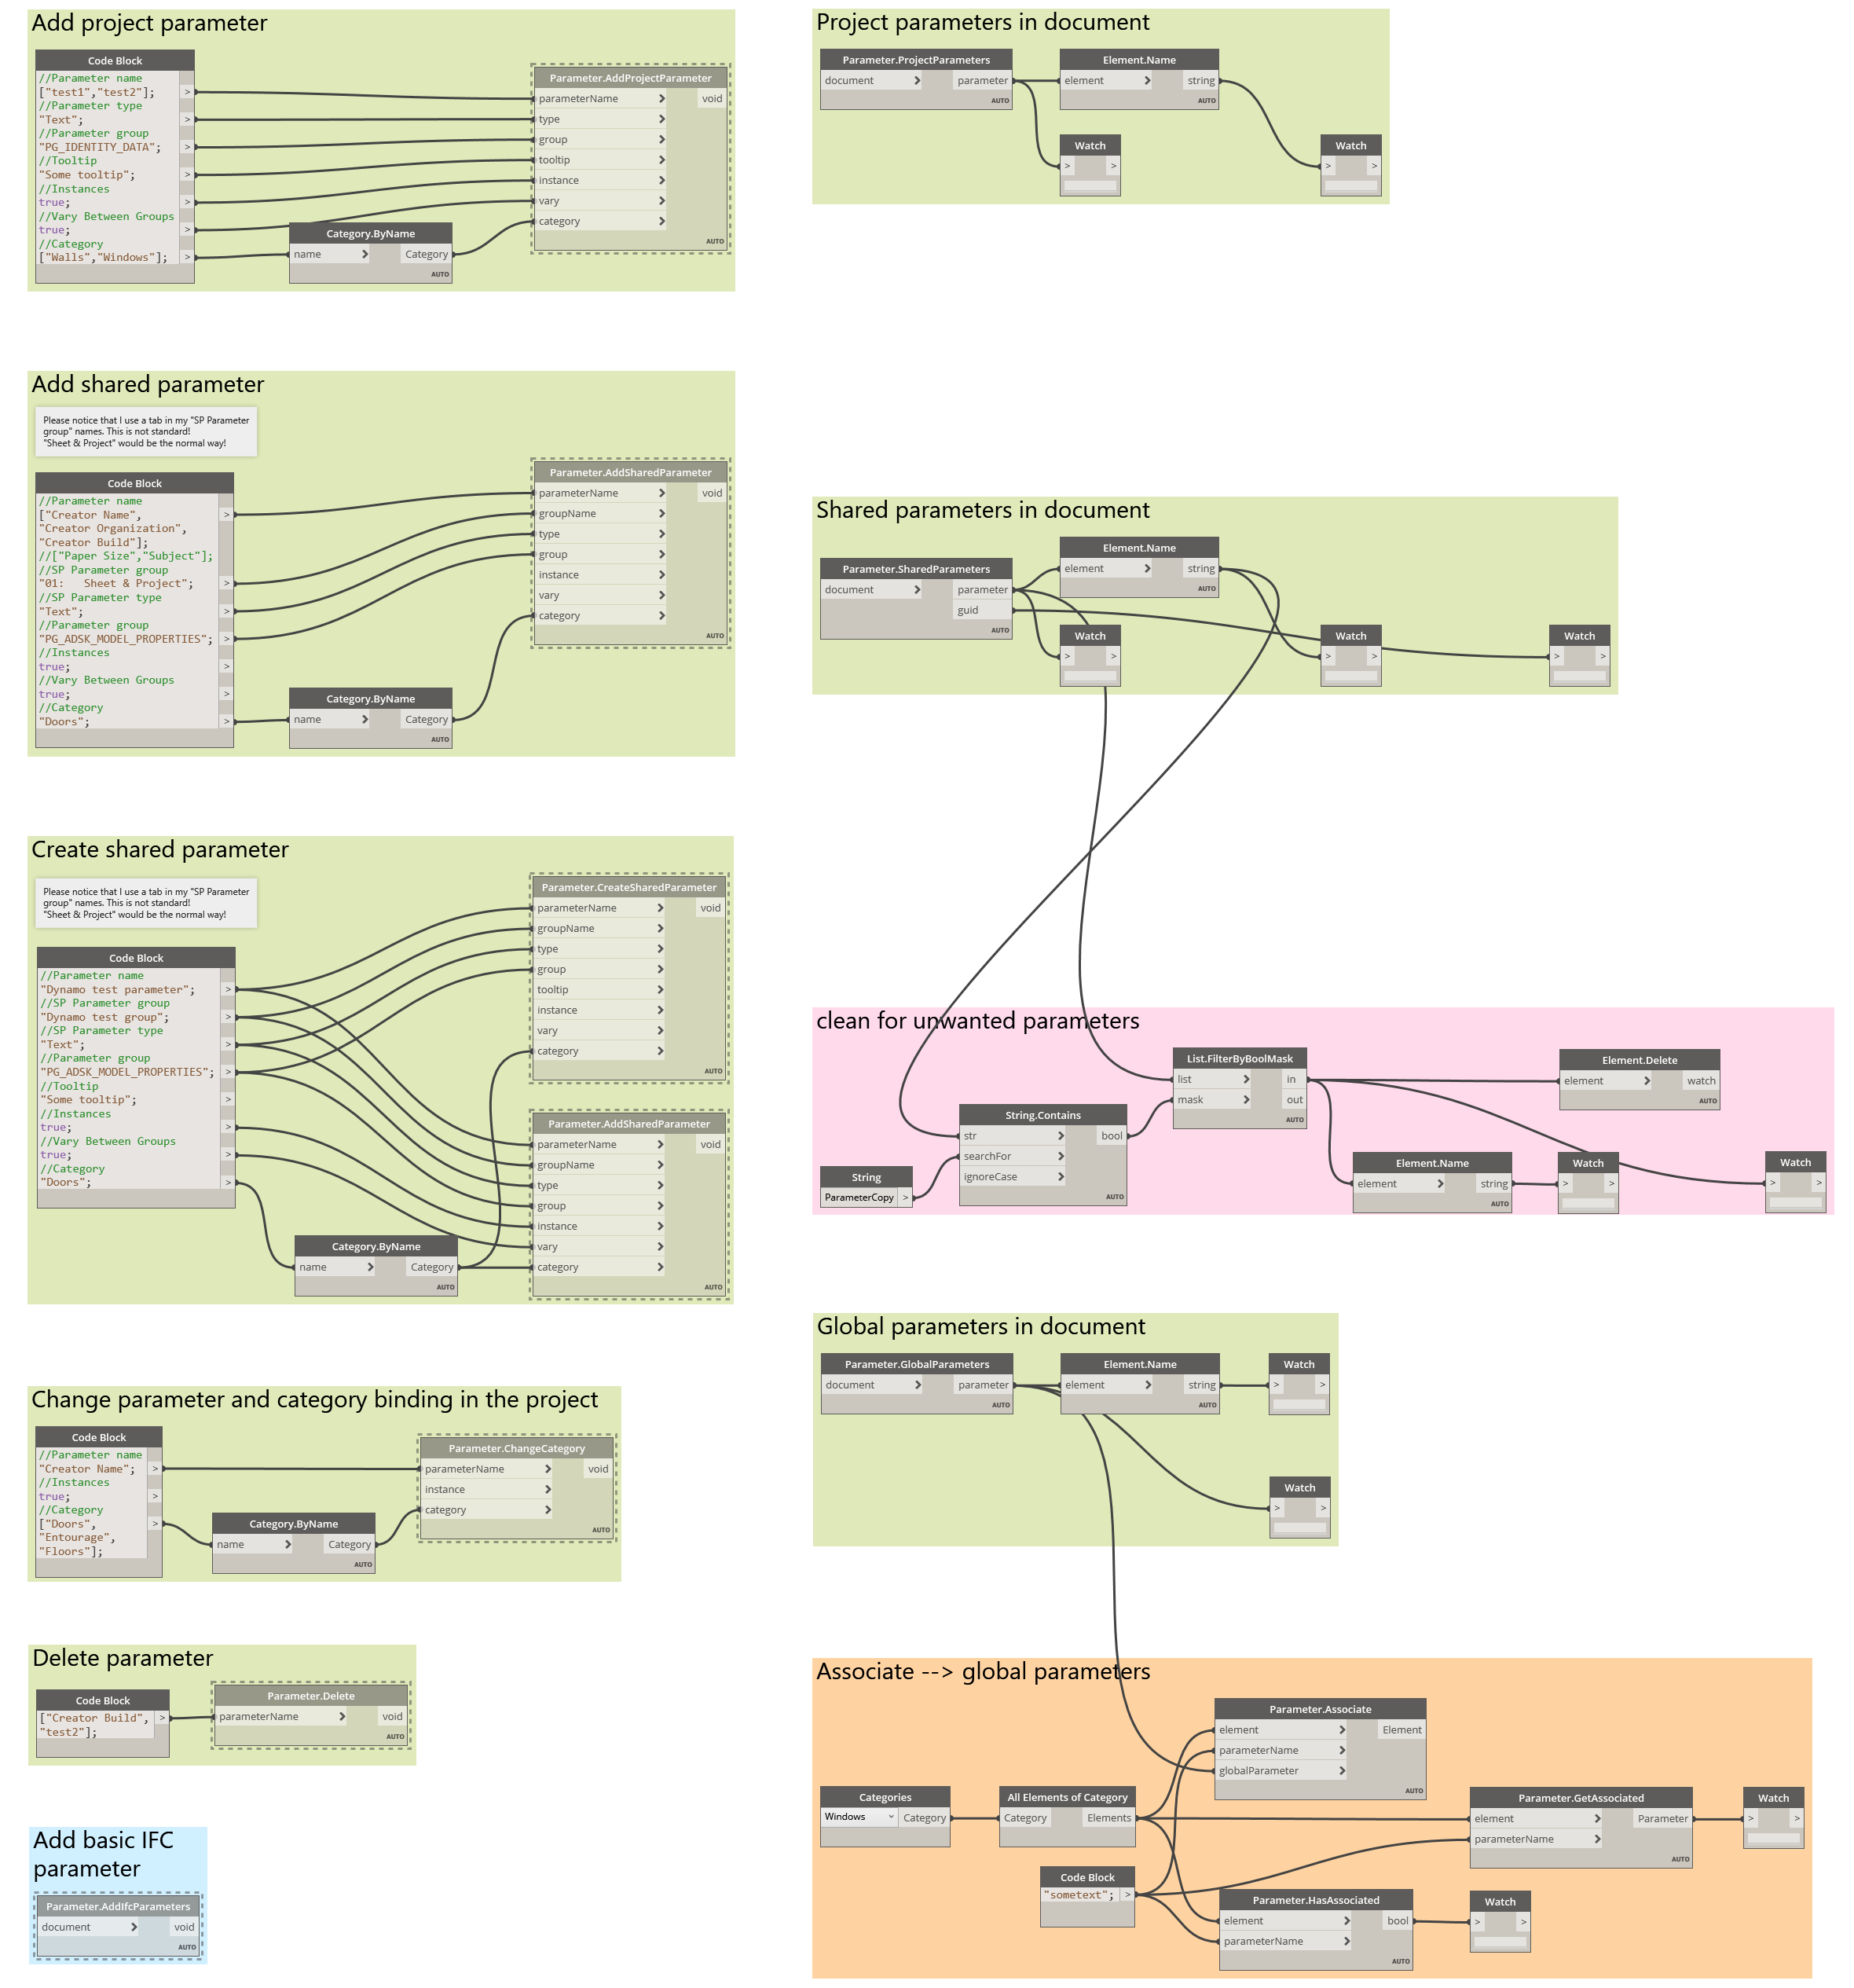 Add project parameter
Code Block
//Parameter name
["test1","test2"]; >
//Parameter type
"Text"; >
//Parameter group
"PG_IDENTITY_DATA"; >
//Tooltip
"Some tooltip"; >
//Instances
true; >
//Vary Between Groups
true; >
//Category
["Walls","Windows"]; >
Category.ByName
name > Category
AUTO
Parameter.AddProjectParameter
parameterName > void
type >
group >
tooltip >
instance >
vary >
category >
AUTO
Add shared parameter
Please notice that I use a tab in my "SP Parameter
group" names. This is not standard!
"Sheet & Project" would be the normal way!
Code Block
//Parameter name
["Creator Name", >
"Creator Organization",
"Creator Build"];
//["Paper Size","Subject"];
//SP Parameter group
"01:   Sheet & Project"; >
//SP Parameter type
"Text"; >
//Parameter group
"PG_ADSK_MODEL_PROPERTIES"; >
//Instances
true; >
//Vary Between Groups
true; >
//Category
"Doors"; >
Category.ByName
name > Category
AUTO
Parameter.AddSharedParameter
parameterName > void
groupName >
type >
group >
instance >
vary >
category >
AUTO
Create shared parameter
Please notice that I use a tab in my "SP Parameter
group" names. This is not standard!
"Sheet & Project" would be the normal way!
Code Block
//Parameter name
"Dynamo test parameter"; >
//SP Parameter group
"Dynamo test group"; >
//SP Parameter type
"Text"; >
//Parameter group
"PG_ADSK_MODEL_PROPERTIES"; >
//Tooltip
"Some tooltip"; >
//Instances
true; >
//Vary Between Groups
true; >
//Category
"Doors"; >
Category.ByName
name > Category
AUTO
Parameter.CreateSharedParameter
parameterName > void
groupName >
type >
group >
tooltip >
instance >
vary >
category >
AUTO
Parameter.AddSharedParameter
parameterName > void
groupName >
type >
group >
instance >
vary >
category >
AUTO
Change parameter and category binding in the project
Code Block
//Parameter name
"Creator Name"; >
//Instances
true; >
//Category
["Doors", >
"Entourage",
"Floors"];
Category.ByName
name > Category
AUTO
Parameter.ChangeCategory
parameterName > void
instance >
category >
AUTO
Delete parameter
Code Block
["Creator Build", >
"test2"];
Parameter.Delete
parameterName > void
AUTO
Add basic IFC
parameter
Parameter.AddIfcParameters
document > void
AUTO
Project parameters in document
Parameter.ProjectParameters
document > parameter
AUTO
Element.Name
element > string
AUTO
Watch
> >
Watch
> >
Shared parameters in document
Parameter.SharedParameters
document > parameter
guid
AUTO
Element.Name
element > string
AUTO
Watch
> >
Watch
> >
Watch
> >
clean for unwanted parameters
String
ParameterCopy >
String.Contains
str > bool
searchFor >
ignoreCase >
AUTO
List.FilterByBoolMask
list > in
mask > out
AUTO
Element.Delete
element > watch
AUTO
Element.Name
element > string
AUTO
Watch
> >
Watch
> >
Global parameters in document
Parameter.GlobalParameters
document > parameter
AUTO
Element.Name
element > string
AUTO
Watch
> >
Watch
> >
Associate --> global parameters
Categories
Windows Category
All Elements of Category
Category Elements
AUTO
Code Block
"sometext"; >
Parameter.Associate
element > Element
parameterName >
globalParameter >
AUTO
Parameter.GetAssociated
element > Parameter
parameterName >
AUTO
Watch
> >
Parameter.HasAssociated
element > bool
parameterName >
AUTO
Watch
> >